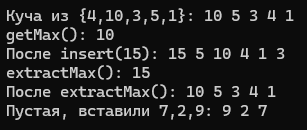 Куча из {4,10,3,5,1}: 10 5 3 4 1
getMax(): 10
После insert(15): 15 5 10 4 1 3
extractMax(): 15
После extractMax(): 10 5 3 4 1
Пустая, вставили 7,2,9: 9 2 7